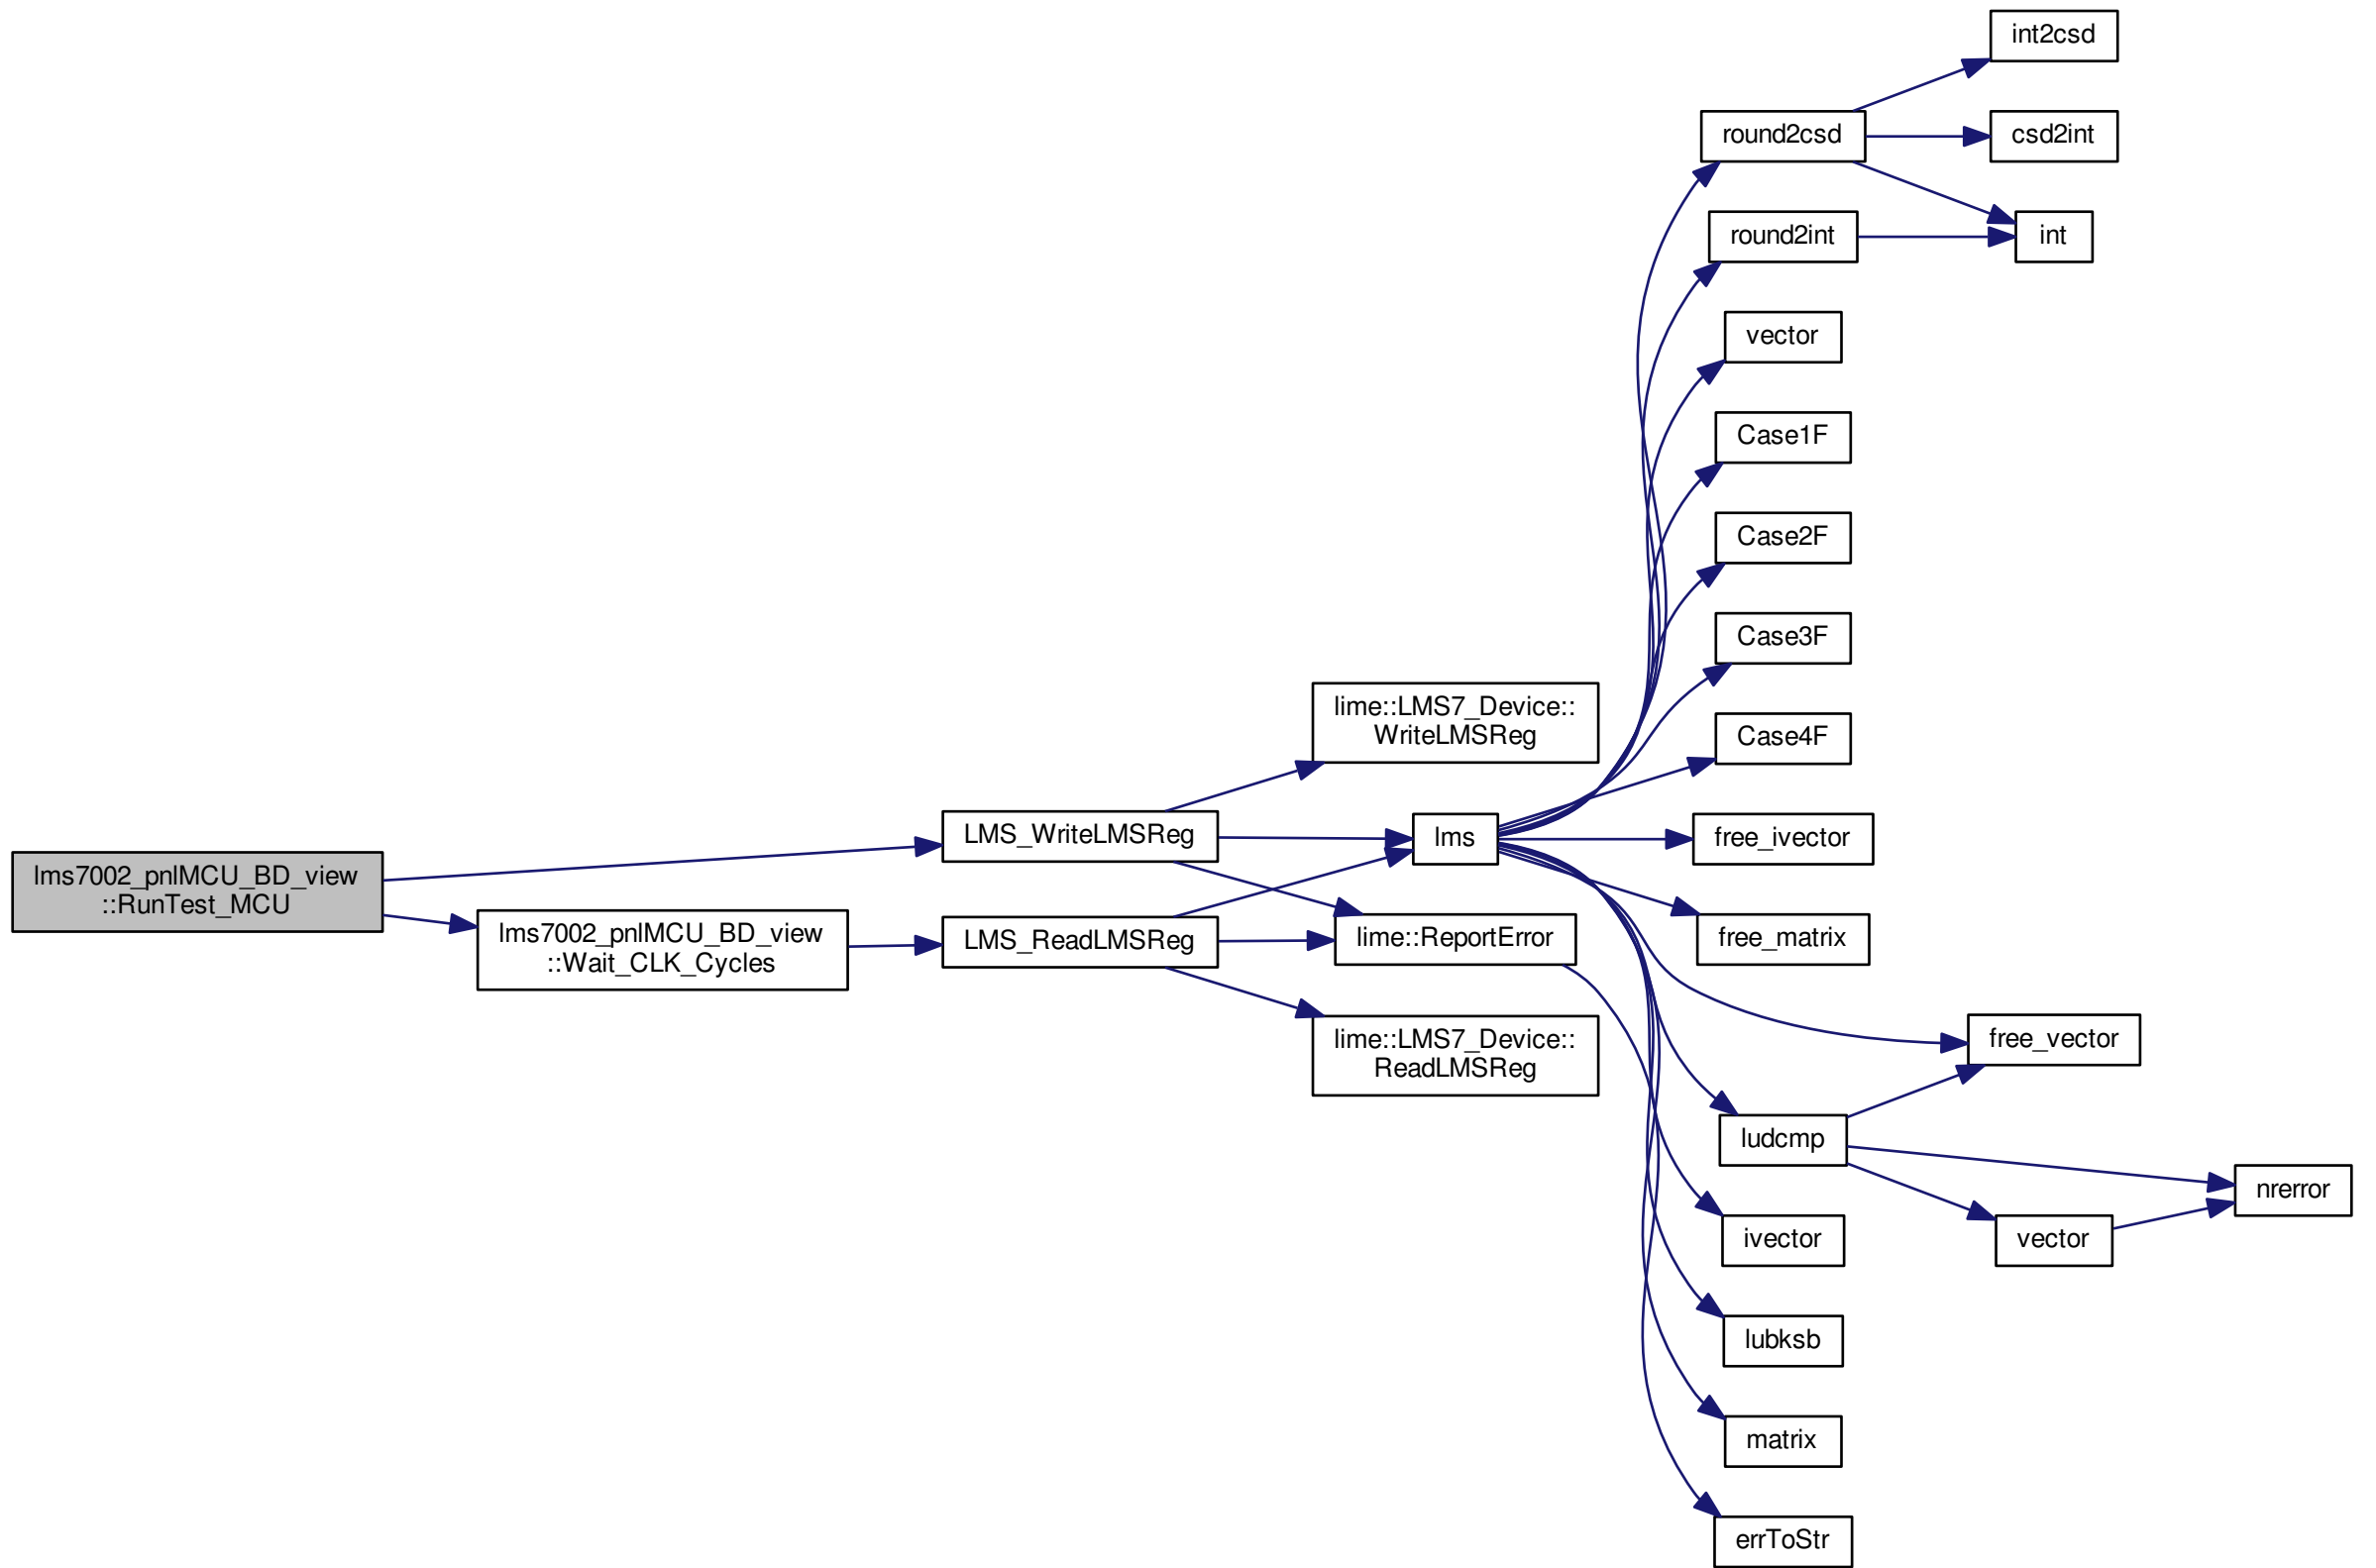 int2csd
round2csd
csd2int
round2int
int
vector
Case1F
Case2F
Case3F
lime::LMS7_Device::
WriteLMSReg
Case4F
LMS_WriteLMSReg
lms
free_ivector
lms7002_pnlMCU_BD_view
::RunTest_MCU
lms7002_pnlMCU_BD_view
::Wait_CLK_Cycles
LMS_ReadLMSReg
lime::ReportError
free_matrix
lime::LMS7_Device::
ReadLMSReg
free_vector
ludcmp
nrerror
ivector
vector
lubksb
matrix
errToStr